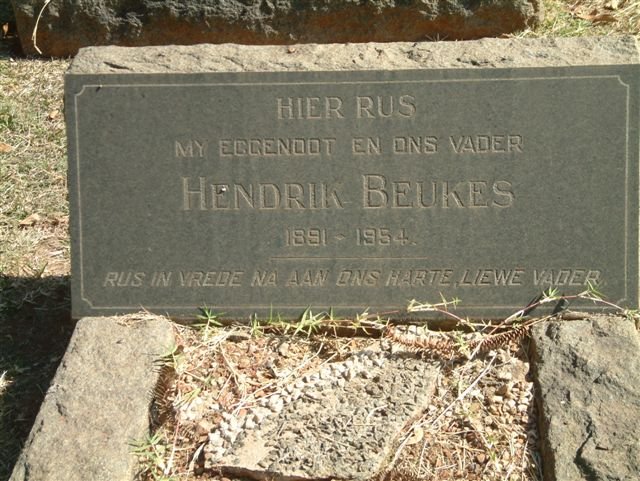 HIER RUS
MY EGGENOOT EN ONS VADER
HENDRIK BEUKES
1891 - 1954.
RUS IN VREDE NA AAN ONS HARTE, LIEWE VADER.